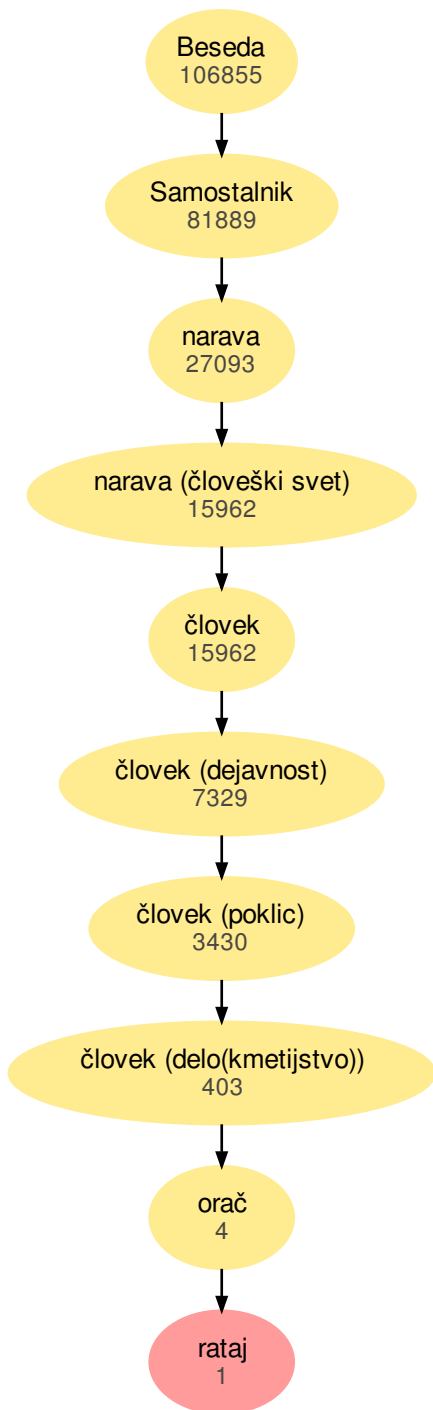 Beseda
106855
Samostalnik
81889
narava
27093
narava (človeški svet)
15962
človek
15962
človek (dejavnost)
7329
človek (poklic)
3430
človek (delo(kmetijstvo))
403
orač
4
rataj
1